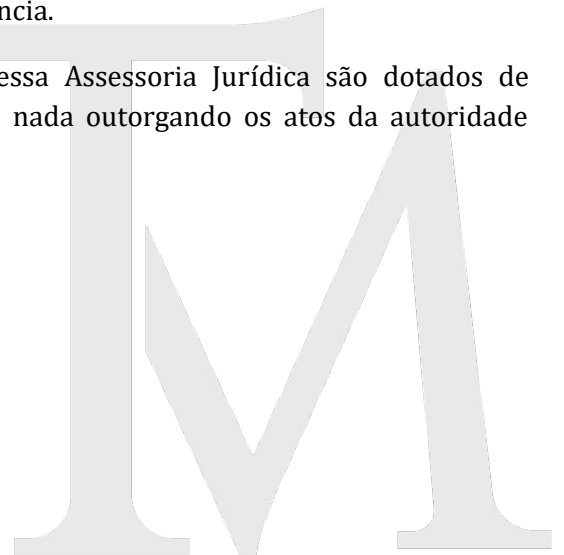 ncia.
essa Assessoria Jurídica são dotados de
nada outorgando os atos da autoridade